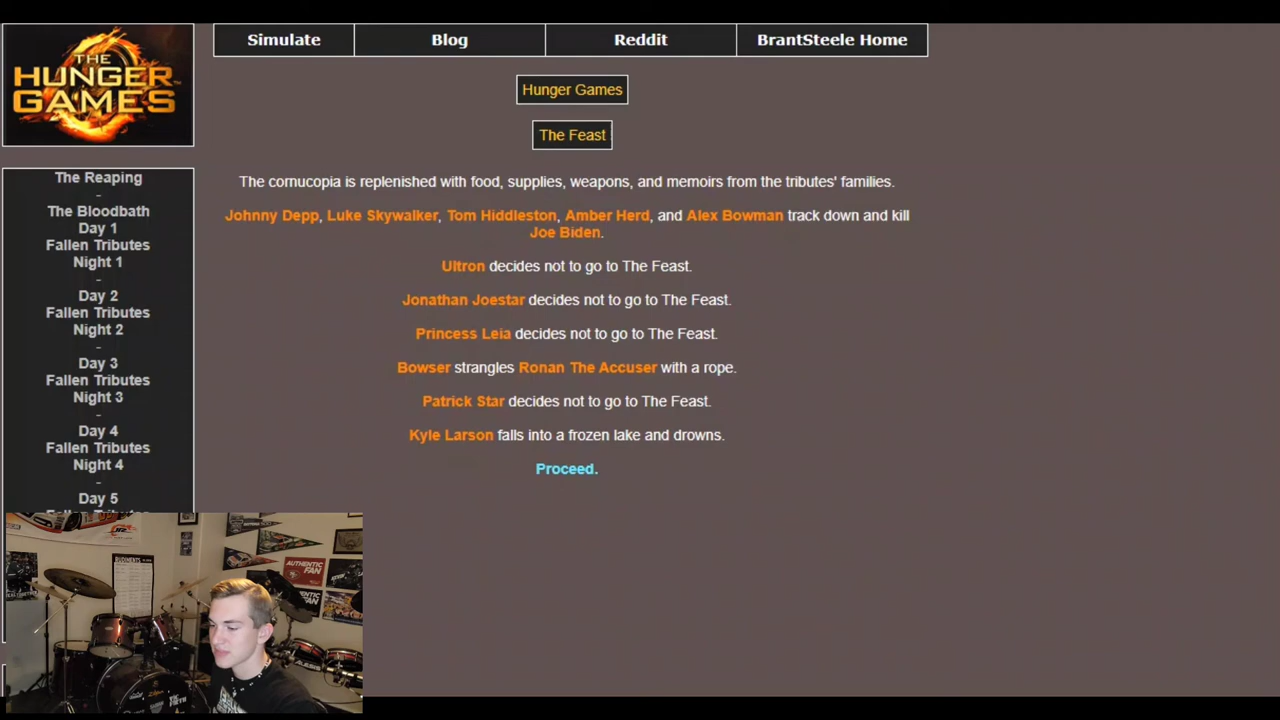 THE
HUNGER
GAMES
Simulate
Blog
Reddit
BrantSteele Home
Hunger Games
The Feast
The cornucopia is replenished with food, supplies, weapons, and memoirs from the tributes' families.
Johnny Depp, Luke Skywalker, Tom Hiddleston, Amber Herd, and Alex Bowman track down and kill
Joe Biden.
Ultron decides not to go to The Feast.
Jonathan Joestar decides not to go to The Feast.
Princess Leia decides not to go to The Feast.
Bowser strangles Ronan The Accuser with a rope.
Patrick Star decides not to go to The Feast.
Kyle Larson falls into a frozen lake and drowns.
Proceed.
The Reaping
-
The Bloodbath
Day 1
Fallen Tributes
Night 1
-
Day 2
Fallen Tributes
Night 2
-
Day 3
Fallen Tributes
Night 3
-
Day 4
Fallen Tributes
Night 4
-
Day 5
RUDIMENTS
AUTHENTIC
FAN
ALESIS